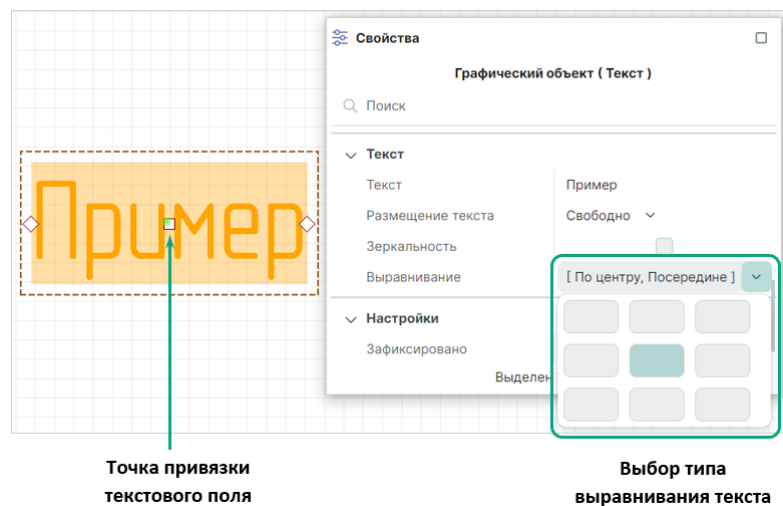 Свойства
Графический объект ( Текст )
Поиск
Текст
Текст Пример
Размещение текста Свободно
Зеркальность
Выравнивание [ По центру, Посередине ]
Настройки
Зафиксировано
Выделен
Пример
Точка привязки
текстового поля
Выбор типа
выравнивания текста